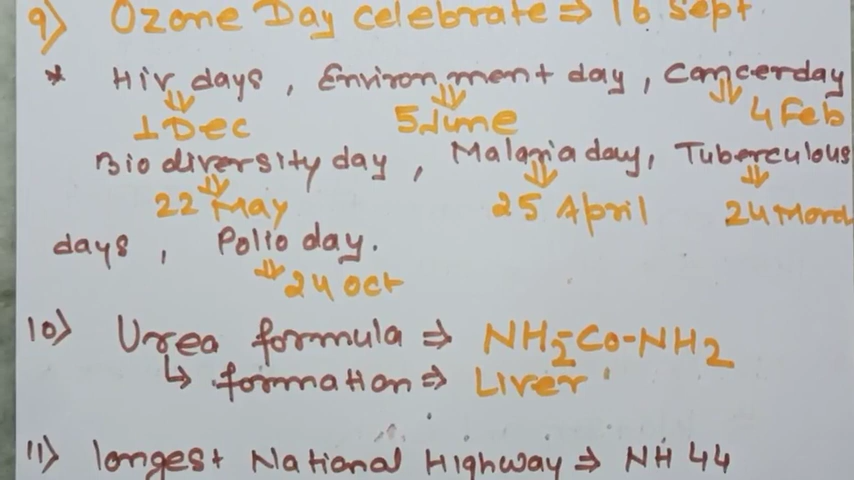 9) Ozone Day celebrate ⇒ 16 Sept.
* Hiv days, Environment day, Cancerday
1 Dec 5 June 4 Feb
Biodiversity day, Malaria day, Tuberculous
22 May 25 April 24 March
days, Polio day.
24 Oct
10) Urea formula ⇒ NH2-Co-NH2
↳ formation ⇒ Liver
11) longest National Highway ⇒ NH 44